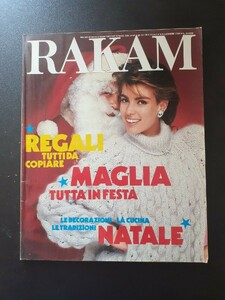 RAKAM
REGALI
TUTTI DA
COPIARE
MAGLIA
TUTTA IN FESTA
LE DECORAZIONI LA CUCINA
LE TRADIZIONI
NATALE